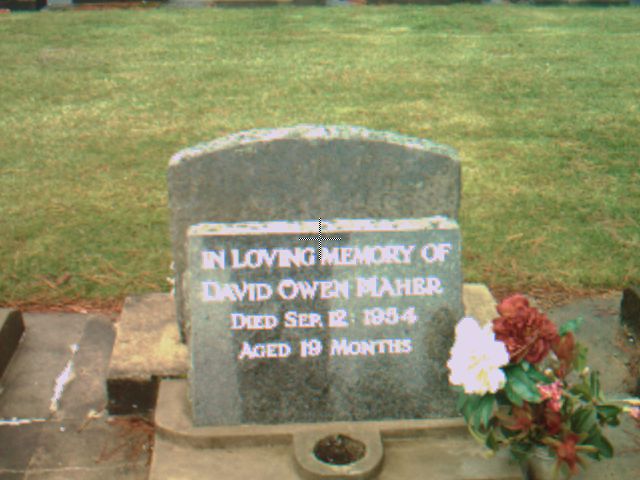 IN LOVING MEMORY OF
DAVID OWEN MAHER
DIED SEP. 12: 1954
AGED 19 MONTHS